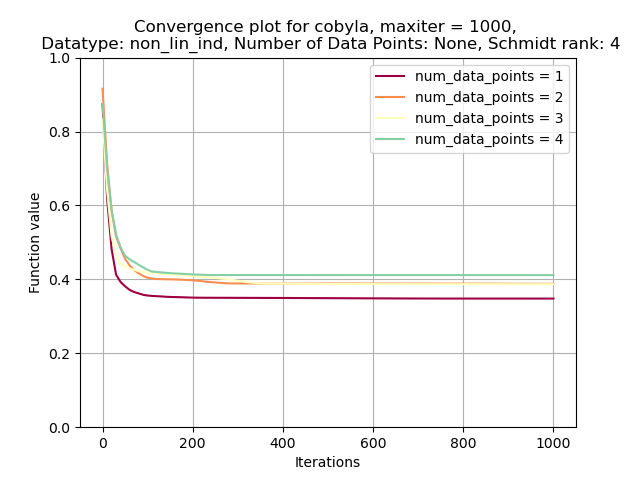 Convergence plot for cobyla, maxiter = 1000,
Datatype: non_lin_ind, Number of Data Points: None, Schmidt rank: 4
num_data_points = 1
num_data_points = 2
num_data_points = 3
num_data_points = 4
Function value
1.0
0.8
0.6
0.4
0.2
0.0
0 200 400 600 800 1000
Iterations